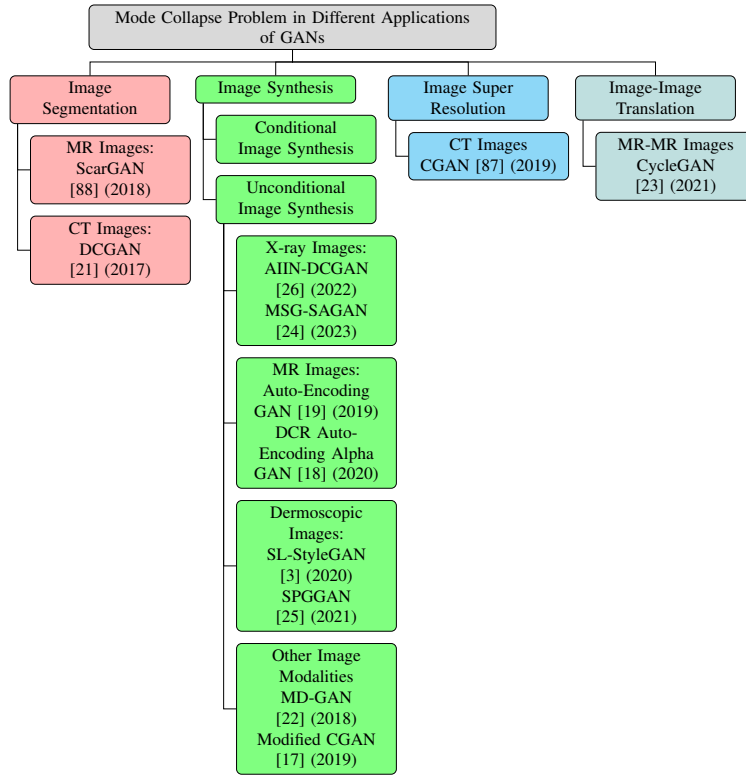 Mode Collapse Problem in Different Applications
of GANs
Image
Segmentation
MR Images:
ScarGAN
[88] (2018)
CT Images:
DCGAN
[21] (2017)
Image Synthesis
Conditional
Image Synthesis
Unconditional
Image Synthesis
X-ray Images:
AIIN-DCGAN
[26] (2022)
MSG-SAGAN
[24] (2023)
MR Images:
Auto-Encoding
GAN [19] (2019)
DCR Auto-
Encoding Alpha
GAN [18] (2020)
Dermoscopic
Images:
SL-StyleGAN
[3] (2020)
SPGGAN
[25] (2021)
Other Image
Modalities
MD-GAN
[22] (2018)
Modified CGAN
[17] (2019)
Image Super
Resolution
CT Images
CGAN [87] (2019)
Image-Image
Translation
MR-MR Images
CycleGAN
[23] (2021)